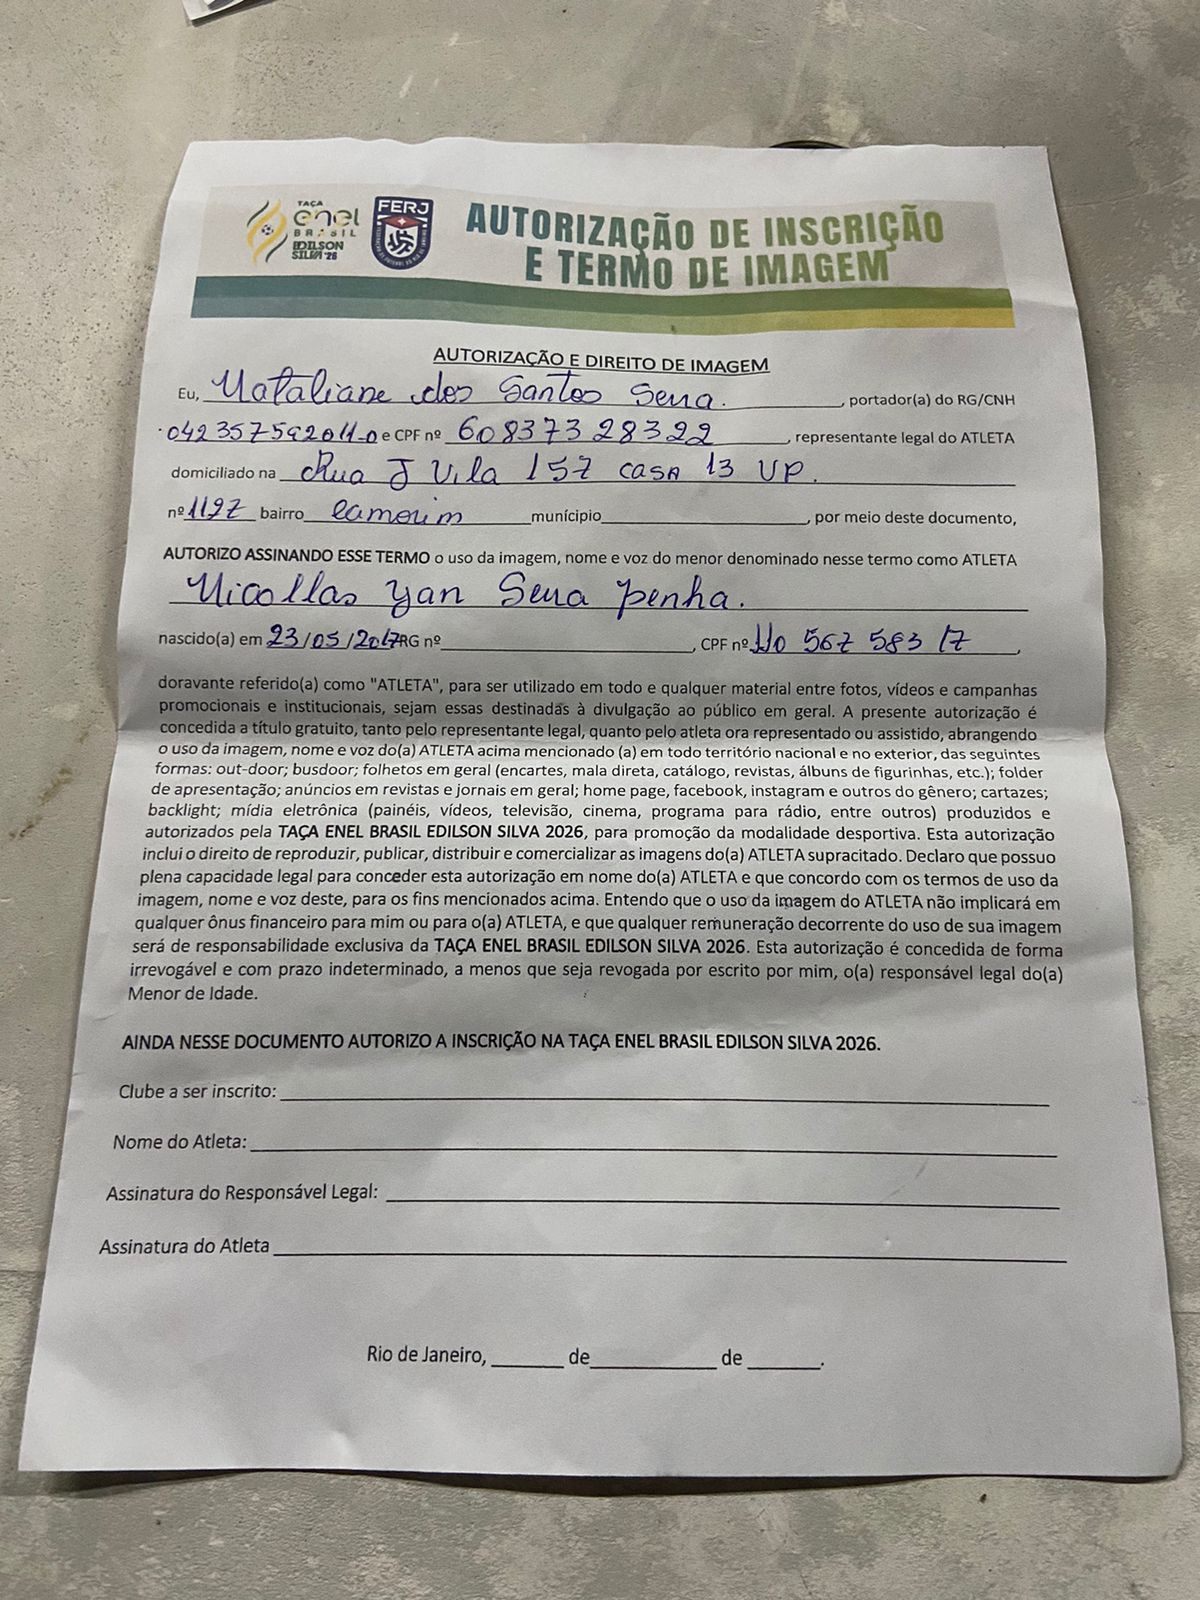 TAÇA
enel
BRASIL
EDILSON
SILVA '26
FERJ
AUTORIZAÇÃO DE INSCRIÇÃO
E TERMO DE IMAGEM
AUTORIZAÇÃO E DIREITO DE IMAGEM
Eu, Nataliane dos Santos Sena. , portador(a) do RG/CNH
042357592011-0 e CPF nº 60837328322 , representante legal do ATLETA
domiciliado na Rua J Vila 157 casa 13 VP.
nº 1197 bairro camorim município , por meio deste documento,
AUTORIZO ASSINANDO ESSE TERMO o uso da imagem, nome e voz do menor denominado nesse termo como ATLETA
Nicollas Yan Sena penha.
nascido(a) em 23/05/2017 RG nº , CPF nº 110 567 583 17 ,
doravante referido(a) como "ATLETA", para ser utilizado em todo e qualquer material entre fotos, vídeos e campanhas
promocionais e institucionais, sejam essas destinadas à divulgação ao público em geral. A presente autorização é
concedida a título gratuito, tanto pelo representante legal, quanto pelo atleta ora representado ou assistido, abrangendo
o uso da imagem, nome e voz do(a) ATLETA acima mencionado (a) em todo território nacional e no exterior, das seguintes
formas: out-door; busdoor; folhetos em geral (encartes, mala direta, catálogo, revistas, álbuns de figurinhas, etc.); folder
de apresentação; anúncios em revistas e jornais em geral; home page, facebook, instagram e outros do gênero; cartazes;
backlight; mídia eletrônica (painéis, vídeos, televisão, cinema, programa para rádio, entre outros) produzidos e
autorizados pela TAÇA ENEL BRASIL EDILSON SILVA 2026, para promoção da modalidade desportiva. Esta autorização
inclui o direito de reproduzir, publicar, distribuir e comercializar as imagens do(a) ATLETA supracitado. Declaro que possuo
plena capacidade legal para conceder esta autorização em nome do(a) ATLETA e que concordo com os termos de uso da
imagem, nome e voz deste, para os fins mencionados acima. Entendo que o uso da imagem do ATLETA não implicará em
qualquer ônus financeiro para mim ou para o(a) ATLETA, e que qualquer remuneração decorrente do uso de sua imagem
será de responsabilidade exclusiva da TAÇA ENEL BRASIL EDILSON SILVA 2026. Esta autorização é concedida de forma
irrevogável e com prazo indeterminado, a menos que seja revogada por escrito por mim, o(a) responsável legal do(a)
Menor de Idade.
AINDA NESSE DOCUMENTO AUTORIZO A INSCRIÇÃO NA TAÇA ENEL BRASIL EDILSON SILVA 2026.
Clube a ser inscrito:
Nome do Atleta:
Assinatura do Responsável Legal:
Assinatura do Atleta
Rio de Janeiro, de de .